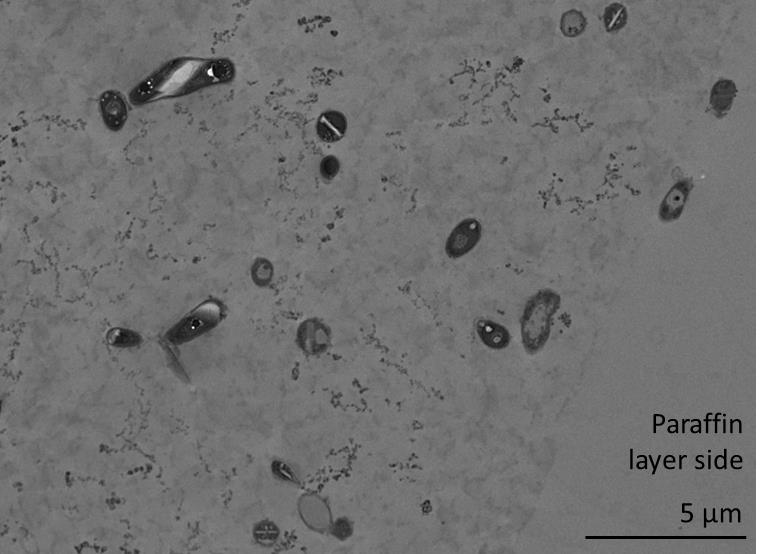 Paraffin
layer side
5 μm